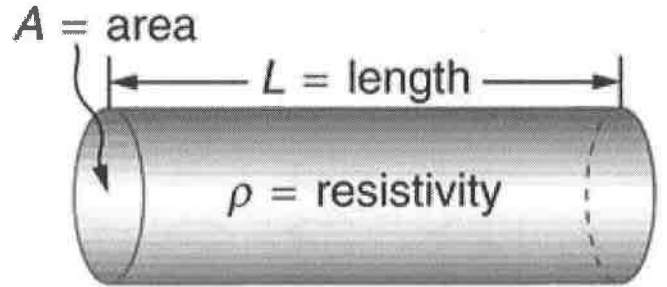 A = area
L = length
ρ = resistivity